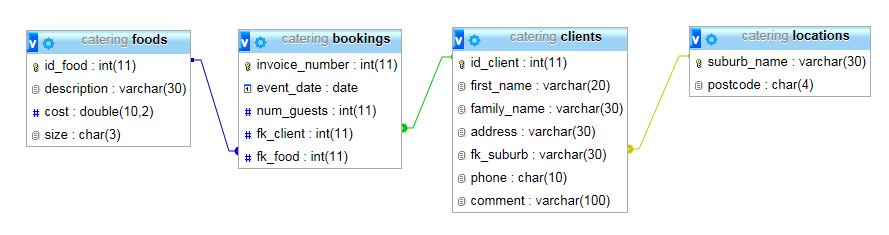 catering foods
id_food : int(11)
description : varchar(30)
cost : double(10,2)
size : char(3)
catering bookings
invoice_number : int(11)
event_date : date
num_guests : int(11)
fk_client : int(11)
fk_food : int(11)
catering clients
id_client : int(11)
first_name : varchar(20)
family_name : varchar(30)
address : varchar(30)
fk_suburb : varchar(30)
phone : char(10)
comment : varchar(100)
catering locations
suburb_name : varchar(30)
postcode : char(4)